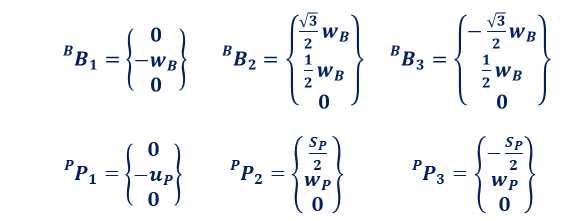 ᴮB₁ = {0, -w_B, 0} ᴮB₂ = {√3/2 w_B, 1/2 w_B, 0} ᴮB₃ = {-√3/2 w_B, 1/2 w_B, 0}
ᴾP₁ = {0, -u_P, 0} ᴾP₂ = {s_P/2, w_P, 0} ᴾP₃ = {-s_P/2, w_P, 0}